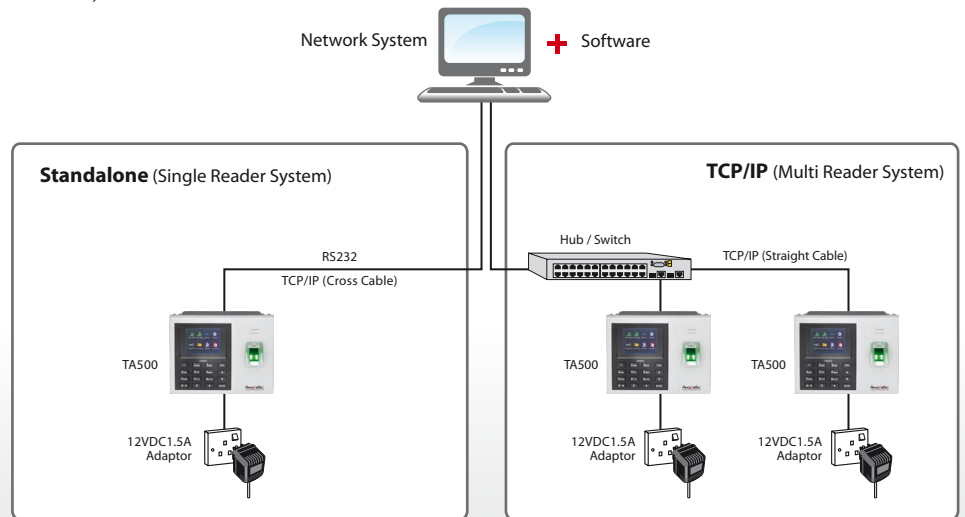 Network System
Software
Standalone (Single Reader System)
TCP/IP (Multi Reader System)
RS232
TCP/IP (Cross Cable)
Hub / Switch
TCP/IP (Straight Cable)
TA500
TA500
TA500
12VDC1.5A
Adaptor
12VDC1.5A
Adaptor
12VDC1.5A
Adaptor